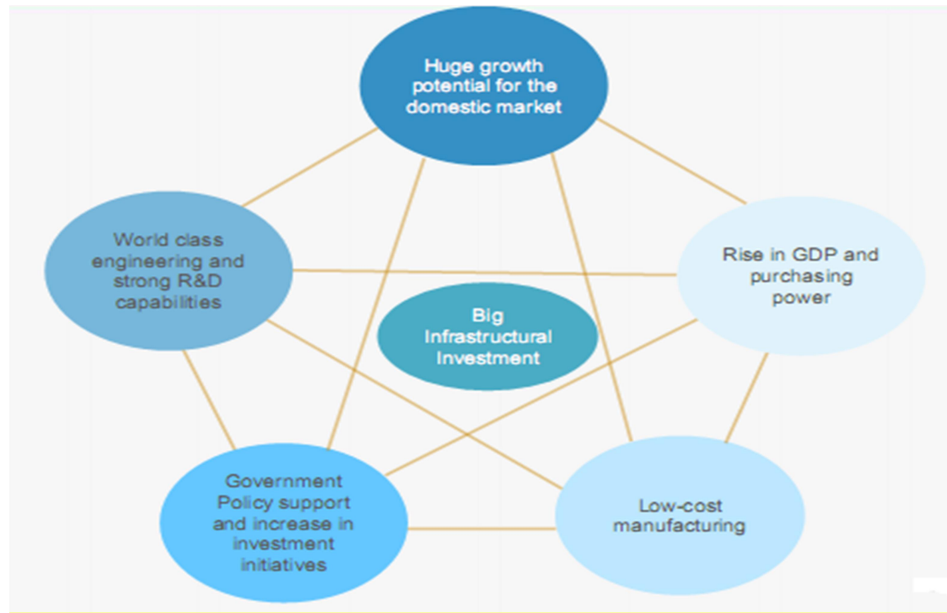 Huge growth
potential for the
domestic market
World class
engineering and
strong R&D
capabilities
Rise in GDP and
purchasing
power
Big
Infrastructural
Investment
Government
Policy support
and increase in
investment
initiatives
Low-cost
manufacturing